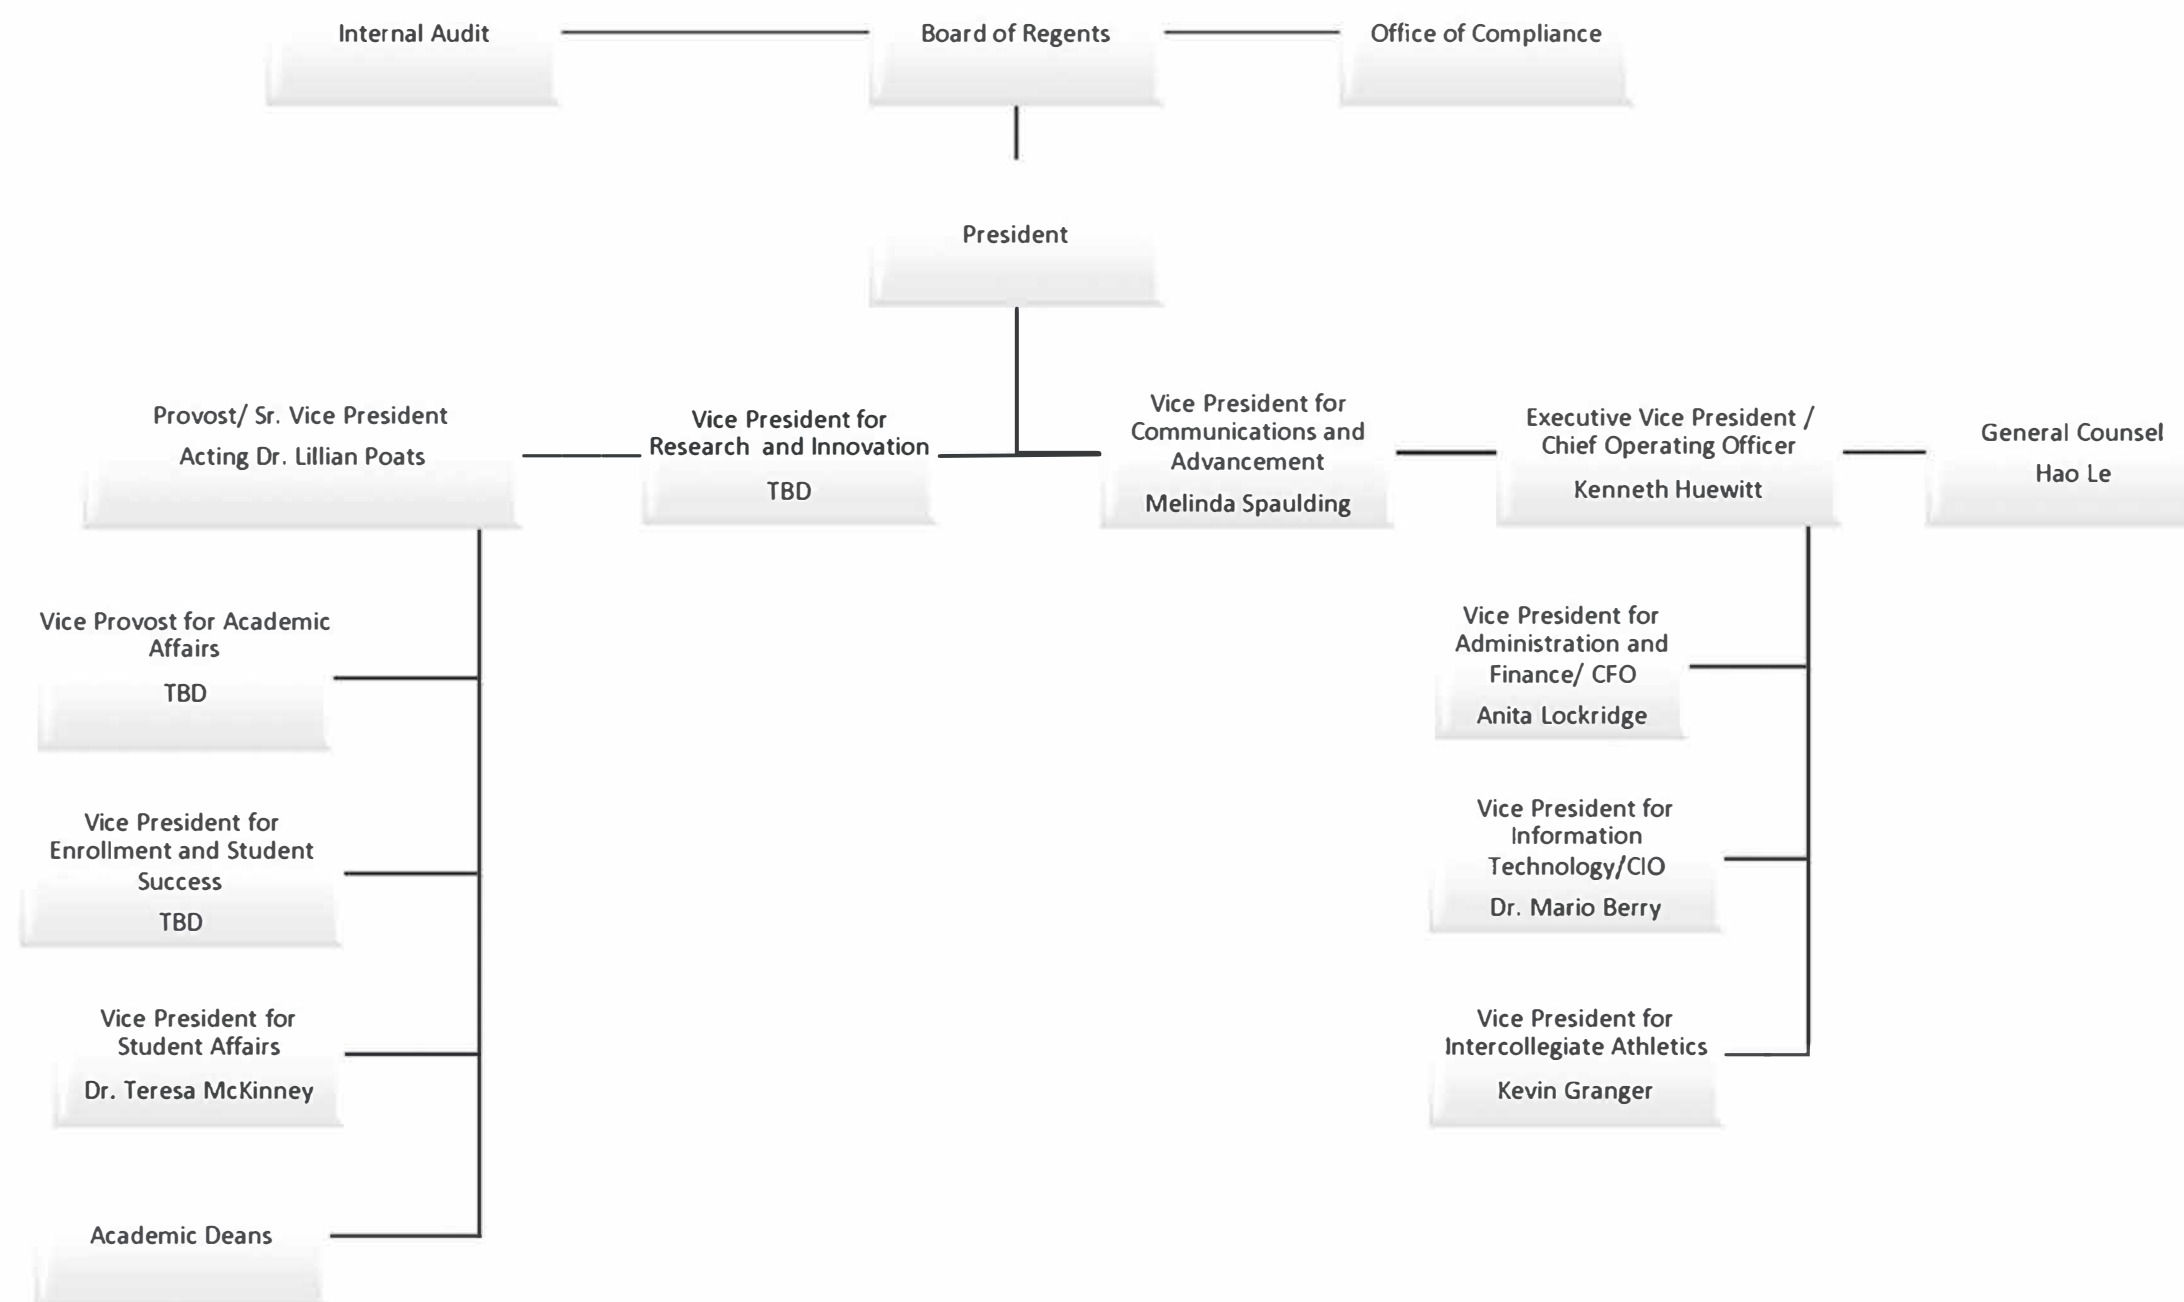 Internal Audit
Board of Regents
Office of Compliance
President
Provost/ Sr. Vice President
Acting Dr. Lillian Poats
Vice President for
Research and Innovation
TBD
Vice President for
Communications and
Advancement
Melinda Spaulding
Executive Vice President /
Chief Operating Officer
Kenneth Huewitt
General Counsel
Hao Le
Vice Provost for Academic
Affairs
TBD
Vice President for
Enrollment and Student
Success
TBD
Vice President for
Student Affairs
Dr. Teresa McKinney
Academic Deans
Vice President for
Administration and
Finance/ CFO
Anita Lockridge
Vice President for
Information
Technology/CIO
Dr. Mario Berry
Vice President for
Intercollegiate Athletics
Kevin Granger